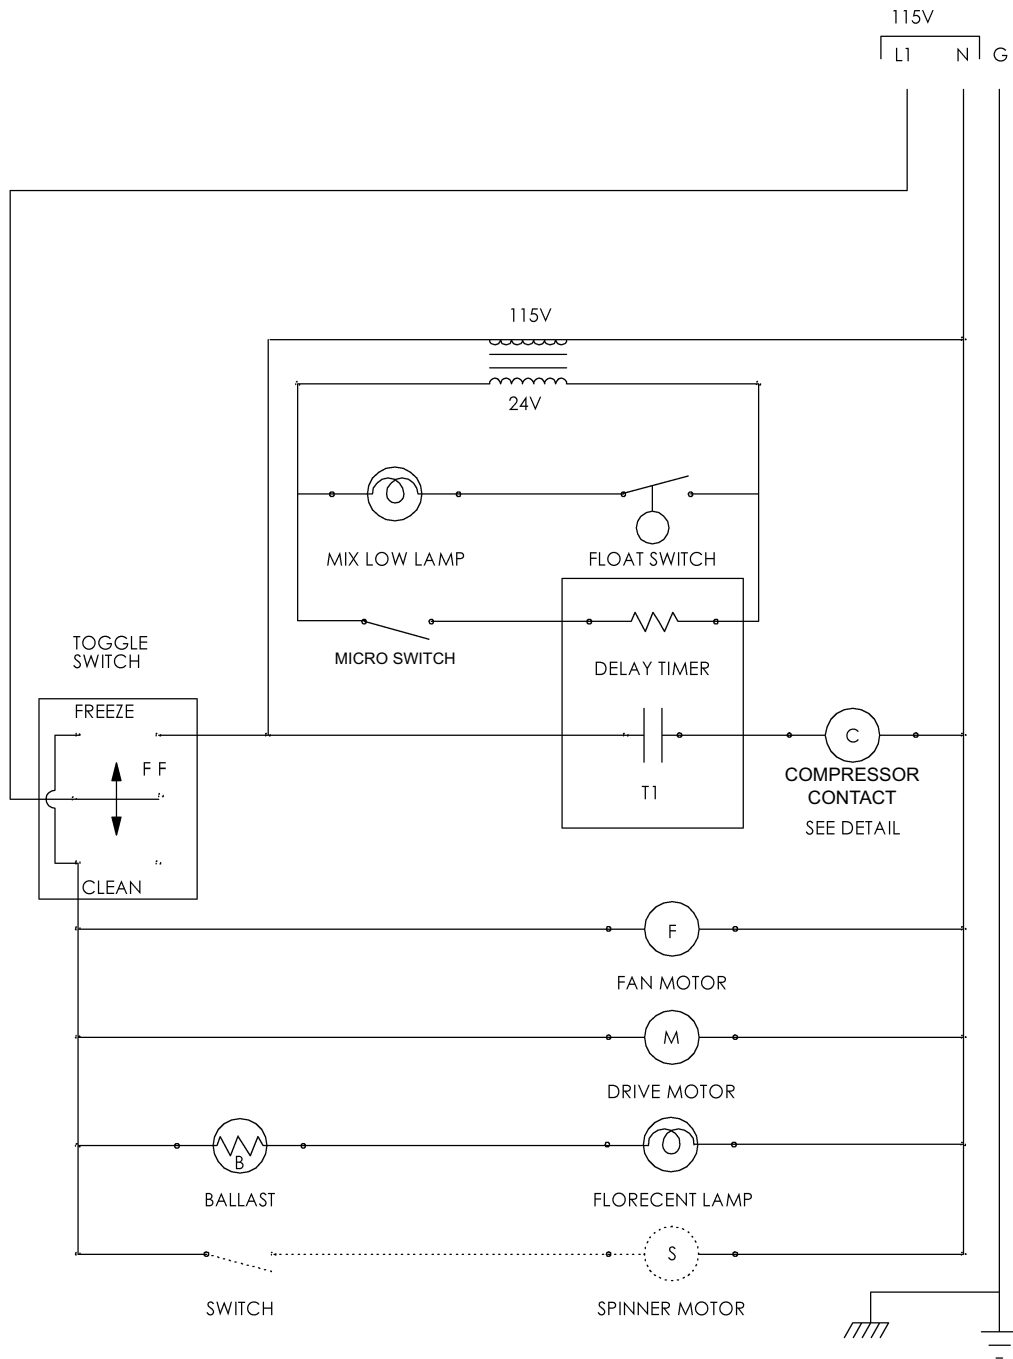 115V
L1 N G
115V
24V
MIX LOW LAMP
FLOAT SWITCH
TOGGLE
SWITCH
MICRO SWITCH
DELAY TIMER
FREEZE
F F
C
T1
COMPRESSOR
CONTACT
SEE DETAIL
CLEAN
F
FAN MOTOR
M
DRIVE MOTOR
B
BALLAST
FLORECENT LAMP
S
SWITCH
SPINNER MOTOR